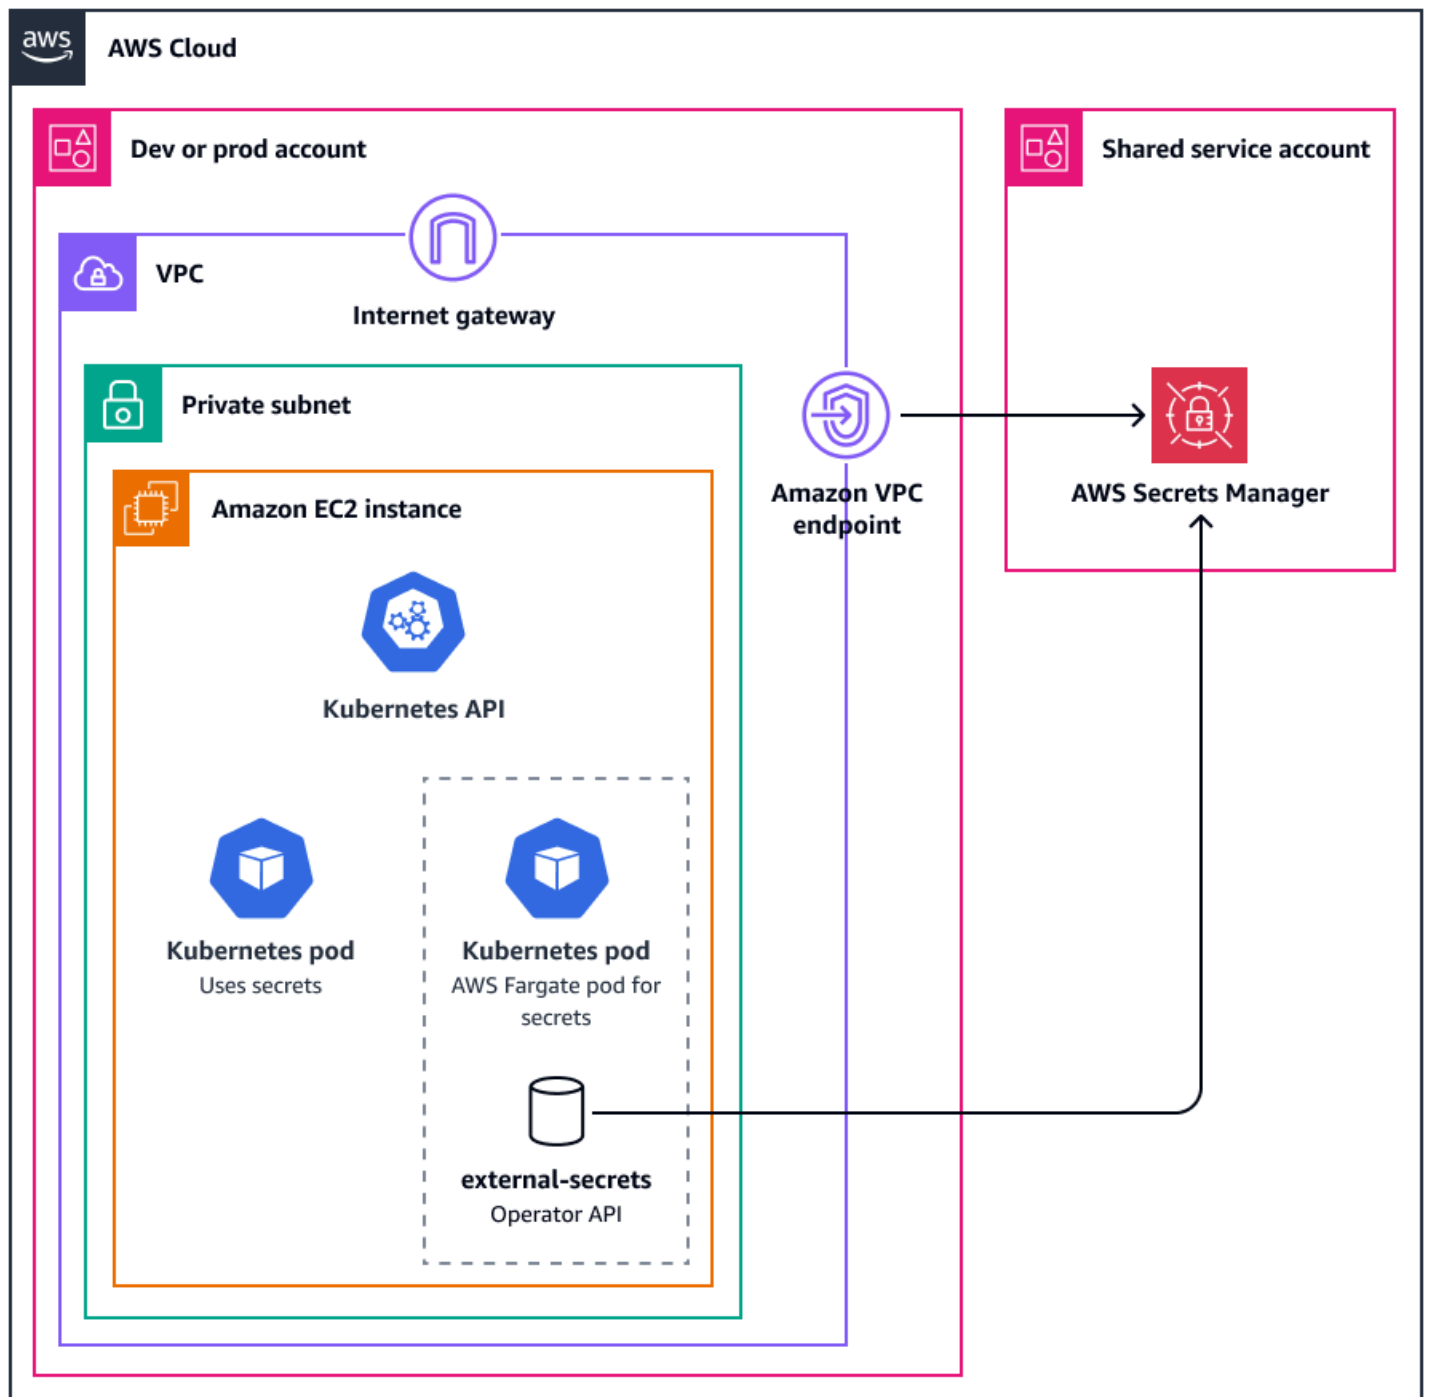 aws
AWS Cloud
Dev or prod account
Shared service account
VPC
Internet gateway
Private subnet
Amazon EC2 instance
Amazon VPC
endpoint
AWS Secrets Manager
Kubernetes API
Kubernetes pod
Uses secrets
Kubernetes pod
AWS Fargate pod for
secrets
external-secrets
Operator API